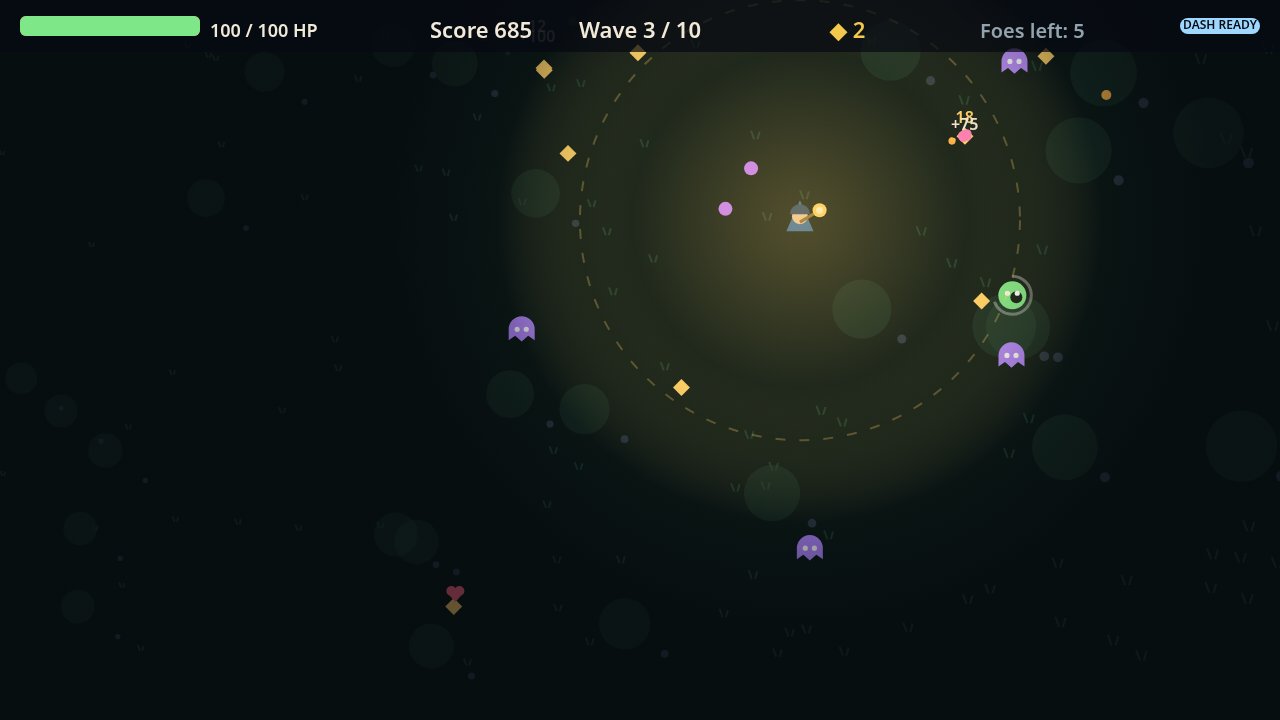 100 / 100 HP
Score 685
Wave 3 / 10
2
Foes left: 5
DASH READY
18
+75